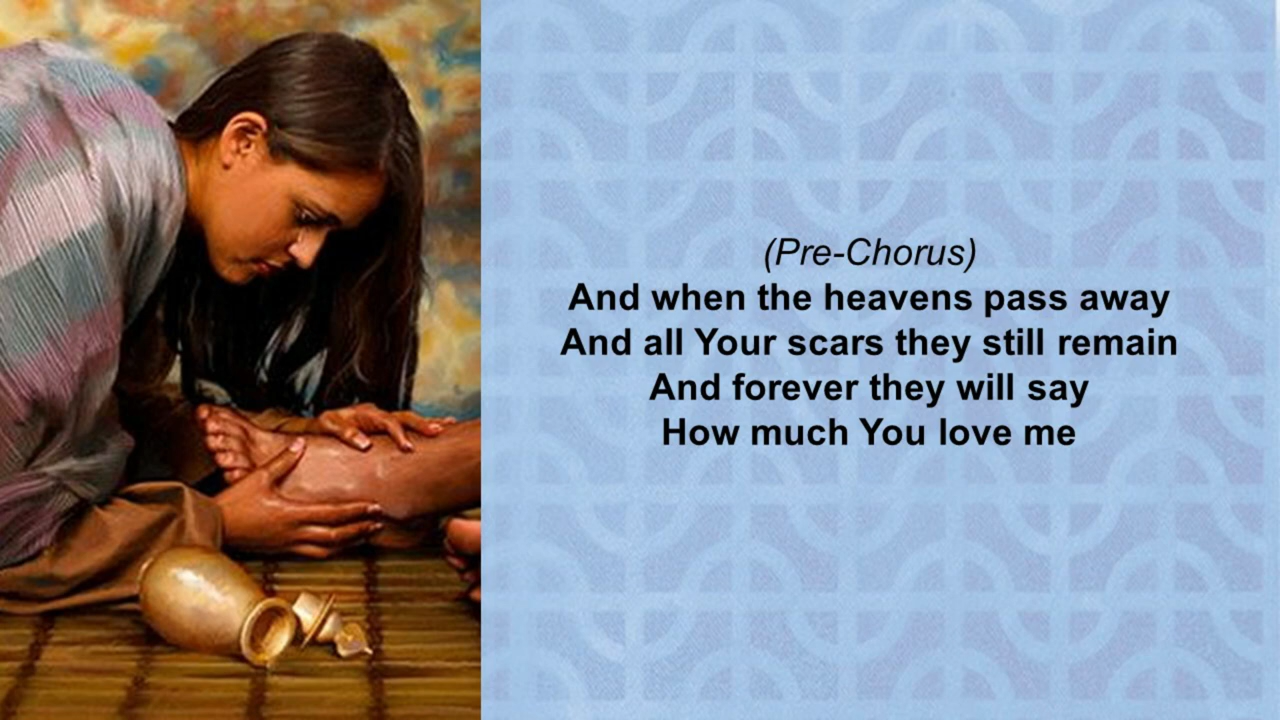 (Pre-Chorus)
And when the heavens pass away
And all Your scars they still remain
And forever they will say
How much You love me